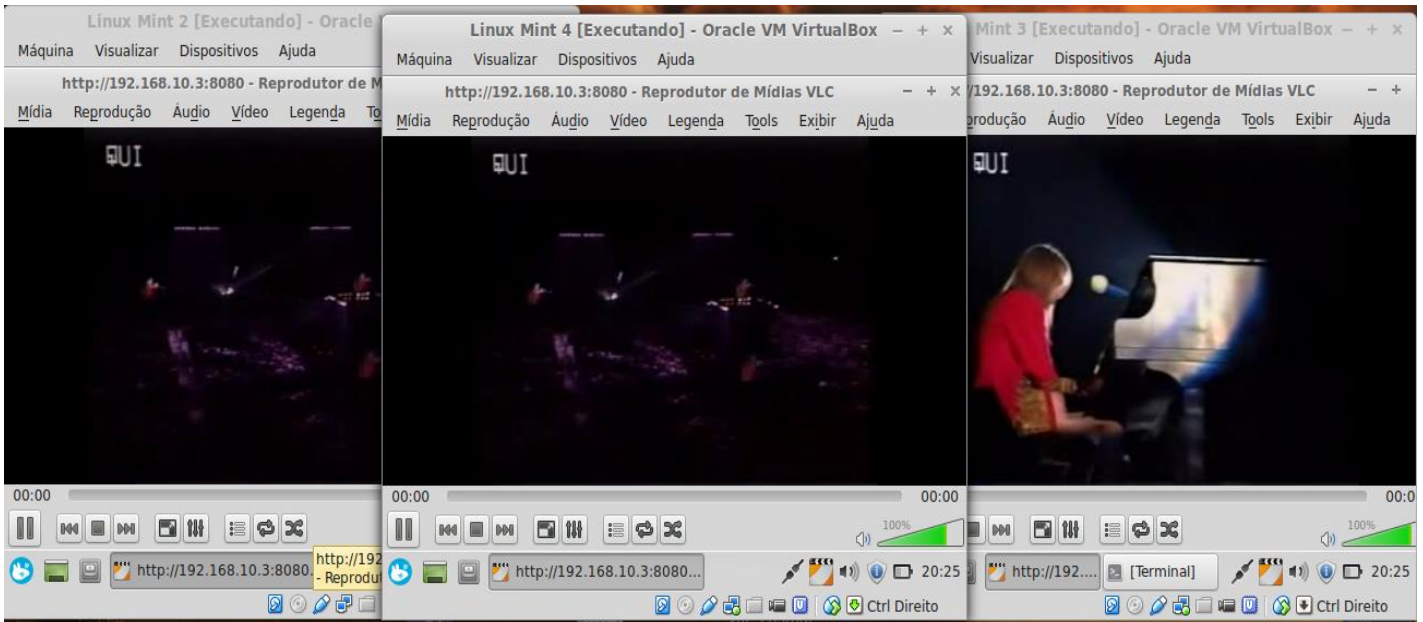 Linux Mint 2 [Executando] - Oracle
Máquina Visualizar Dispositivos Ajuda
http://192.168.10.3:8080 - Reprodutor de M
Mídia Reprodução Áudio Vídeo Legenda To
00:00
http://192.168.10.3:8080.
http://192
- Reprodut
Linux Mint 4 [Executando] - Oracle VM VirtualBox
Máquina Visualizar Dispositivos Ajuda
http://192.168.10.3:8080 - Reprodutor de Mídias VLC
Mídia Reprodução Áudio Vídeo Legenda Tools Exibir Ajuda
00:00 00:00
100%
http://192.168.10.3:8080... 20:25
Ctrl Direito
Mint 3 [Executando] - Oracle VM VirtualBox
Visualizar Dispositivos Ajuda
/192.168.10.3:8080 - Reprodutor de Mídias VLC
rodução Áudio Vídeo Legenda Tools Exibir Ajuda
00:0
100%
http://192.... [Terminal] 20:25
Ctrl Direito